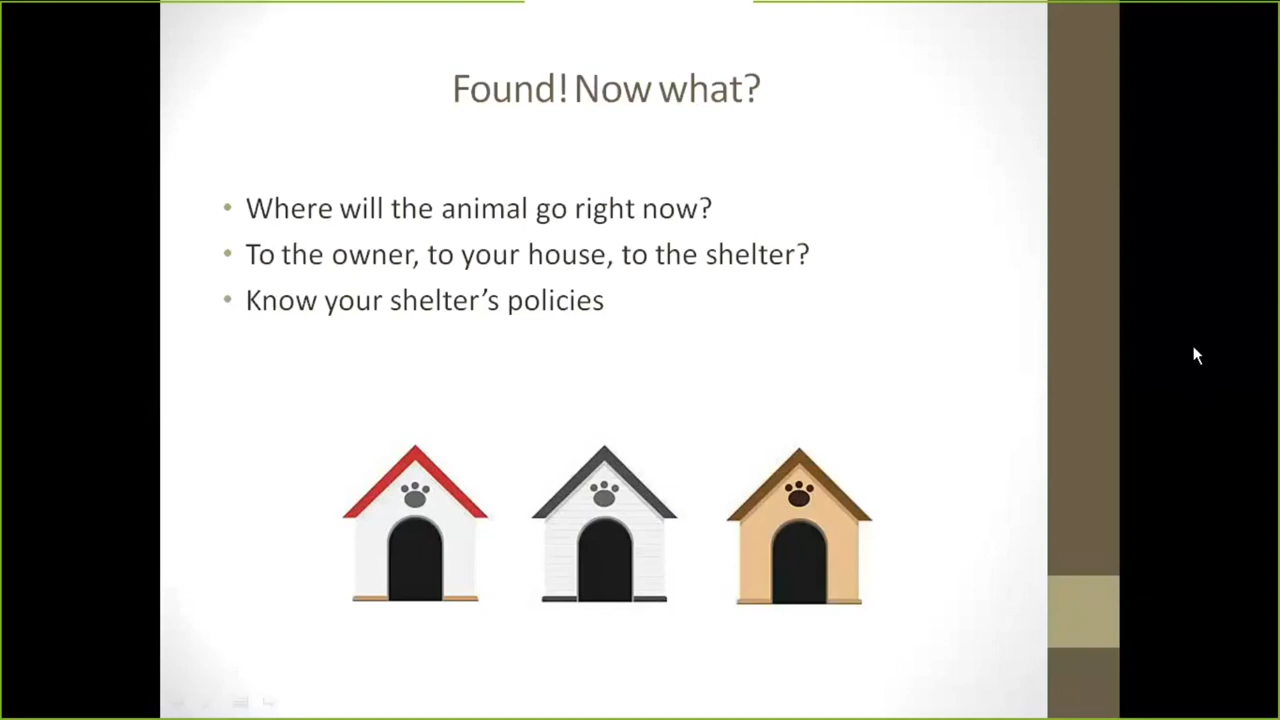 Found! Now what?
• Where will the animal go right now?
• To the owner, to your house, to the shelter?
• Know your shelter's policies